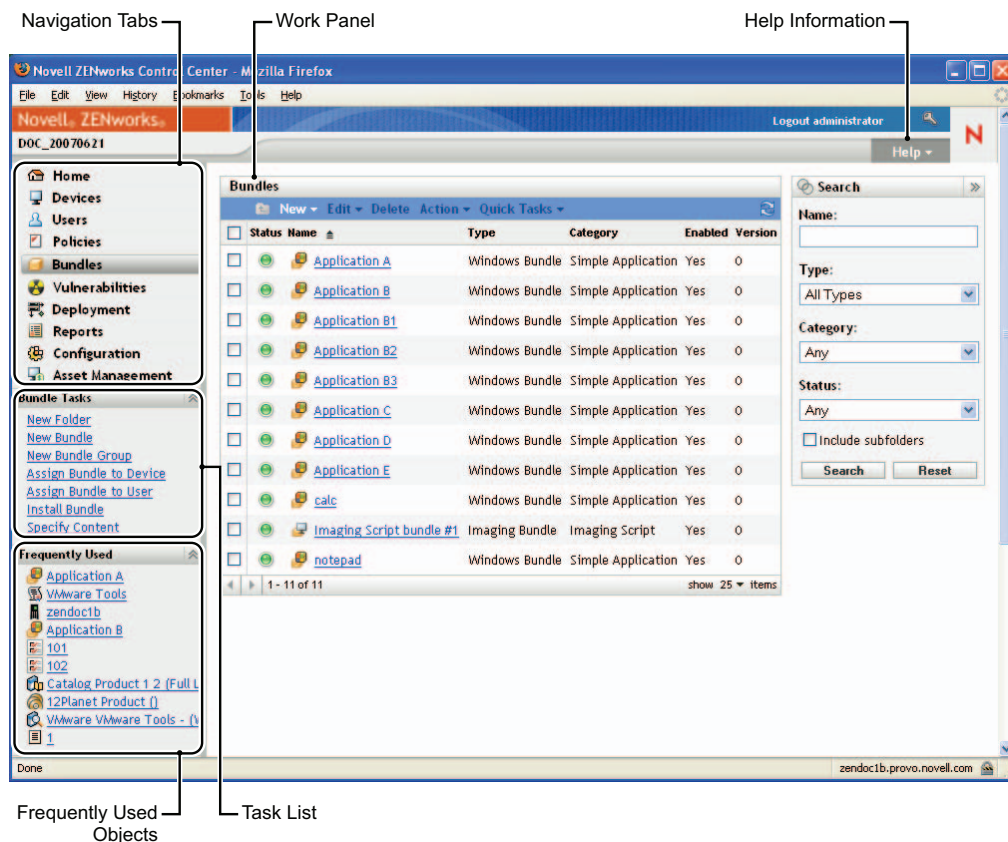 Navigation Tabs
Work Panel
Help Information
Novell ZENworks Control Center - Mozilla Firefox
File Edit View History Bookmarks Tools Help
Novell® ZENworks®
Logout administrator
DOC_20070621
Help
N
Home
Devices
Users
Policies
Bundles
Vulnerabilities
Deployment
Reports
Configuration
Asset Management
Bundle Tasks
New Folder
New Bundle
New Bundle Group
Assign Bundle to Device
Assign Bundle to User
Install Bundle
Specify Content
Frequently Used
Application A
VMware Tools
zendoc1b
Application B
101
102
Catalog Product 1 2 (Full L
12Planet Product ()
VMware VMware Tools - (V
1
Bundles
New Edit Delete Action Quick Tasks
Status Name Type Category Enabled Version
Application A Windows Bundle Simple Application Yes 0
Application B Windows Bundle Simple Application Yes 0
Application B1 Windows Bundle Simple Application Yes 0
Application B2 Windows Bundle Simple Application Yes 0
Application B3 Windows Bundle Simple Application Yes 0
Application C Windows Bundle Simple Application Yes 0
Application D Windows Bundle Simple Application Yes 0
Application E Windows Bundle Simple Application Yes 0
calc Windows Bundle Simple Application Yes 0
Imaging Script bundle #1 Imaging Bundle Imaging Script Yes 0
notepad Windows Bundle Simple Application Yes 0
1 - 11 of 11 show 25 items
Search
Name:
Type:
All Types
Category:
Any
Status:
Any
Include subfolders
Search Reset
Done
zendoc1b.provo.novell.com
Frequently Used
Objects
Task List